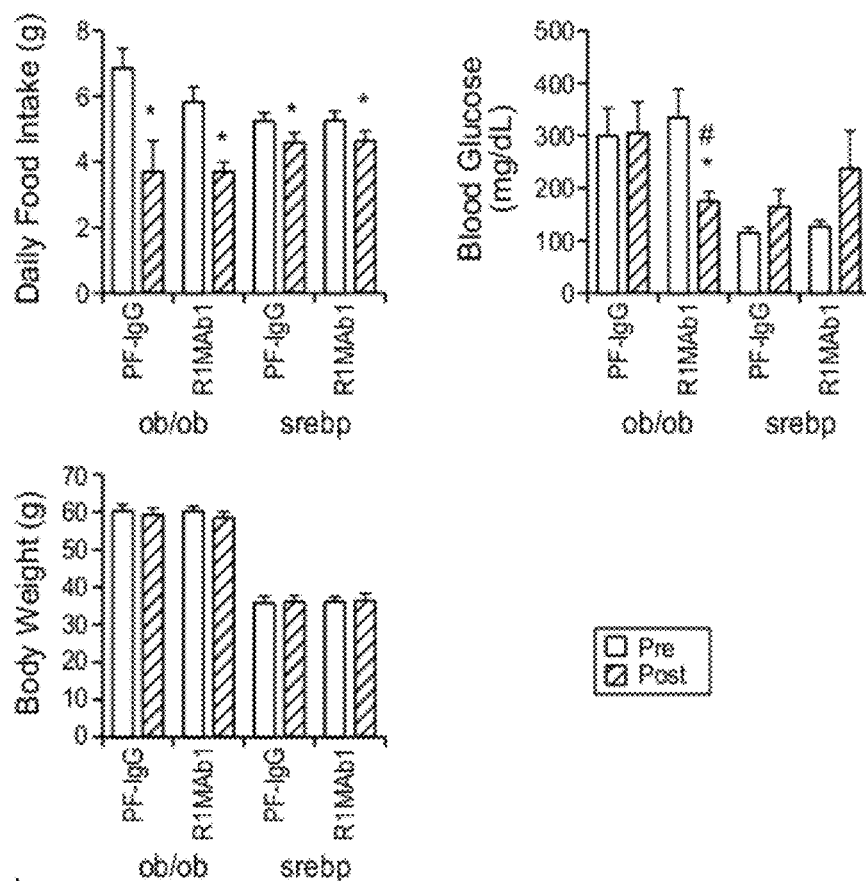 Daily Food Intake (g)
8
6
4
2
0
*
*
*
*
PF-IgG
R1MAb1
PF-IgG
R1MAb1
ob/ob
srebp
Blood Glucose
(mg/dL)
500
400
300
200
100
0
#
*
PF-IgG
R1MAb1
PF-IgG
R1MAb1
ob/ob
srebp
Body Weight (g)
70
60
50
40
30
20
10
0
PF-IgG
R1MAb1
PF-IgG
R1MAb1
ob/ob
srebp
Pre
Post